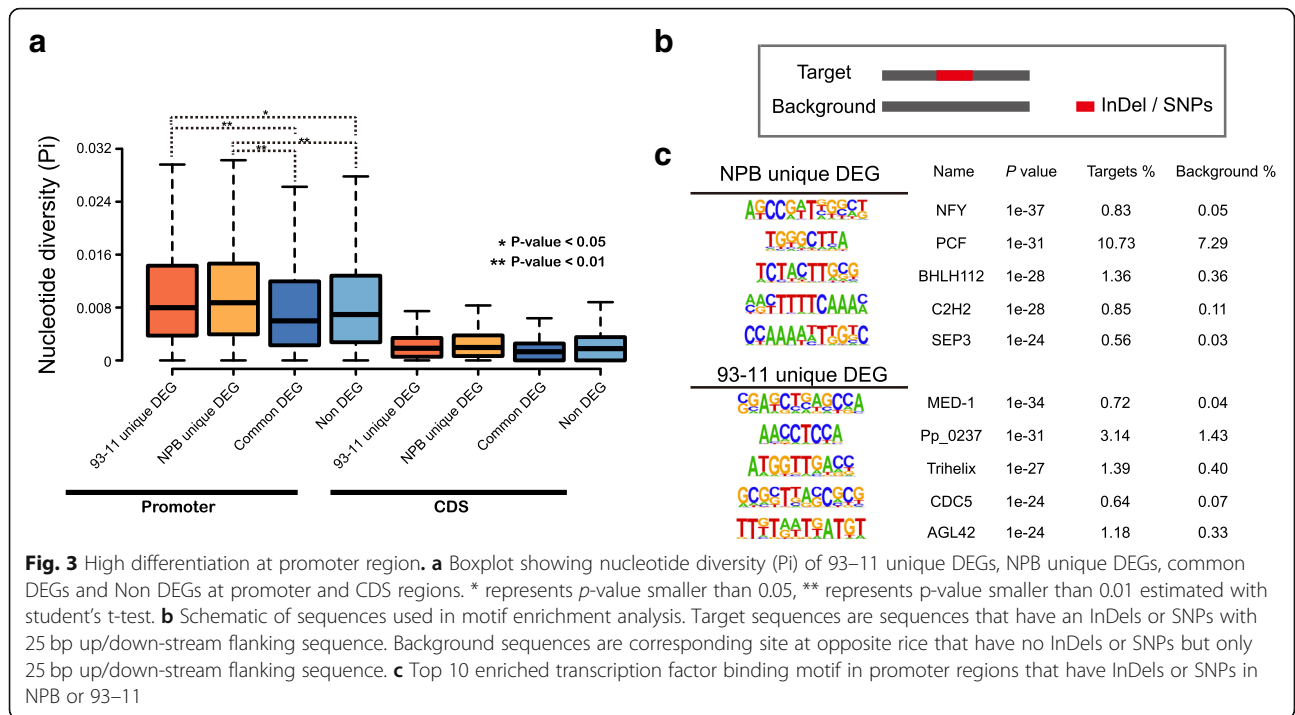 a
Nucleotide diversity (Pi)
0.032
0.024
0.016
0.008
0
*
**
**
**
* P-value < 0.05
** P-value < 0.01
93-11 unique DEG
NPB unique DEG
Common DEG
Non DEG
93-11 unique DEG
NPB unique DEG
Common DEG
Non DEG
Promoter
CDS
b
Target
Background
InDel / SNPs
c
NPB unique DEG Name P value Targets % Background %
NFY 1e-37 0.83 0.05
TGGGCTTA PCF 1e-31 10.73 7.29
TCTACTTGCG BHLH112 1e-28 1.36 0.36
C2H2 1e-28 0.85 0.11
CCAAAATTTGTC SEP3 1e-24 0.56 0.03
93-11 unique DEG
MED-1 1e-34 0.72 0.04
AACCTCCA Pp_0237 1e-31 3.14 1.43
ATGGTTGACC Trihelix 1e-27 1.39 0.40
CDC5 1e-24 0.64 0.07
AGL42 1e-24 1.18 0.33
Fig. 3 High differentiation at promoter region. a Boxplot showing nucleotide diversity (Pi) of 93–11 unique DEGs, NPB unique DEGs, common
DEGs and Non DEGs at promoter and CDS regions. * represents p-value smaller than 0.05, ** represents p-value smaller than 0.01 estimated with
student's t-test. b Schematic of sequences used in motif enrichment analysis. Target sequences are sequences that have an InDels or SNPs with
25 bp up/down-stream flanking sequence. Background sequences are corresponding site at opposite rice that have no InDels or SNPs but only
25 bp up/down-stream flanking sequence. c Top 10 enriched transcription factor binding motif in promoter regions that have InDels or SNPs in
NPB or 93–11